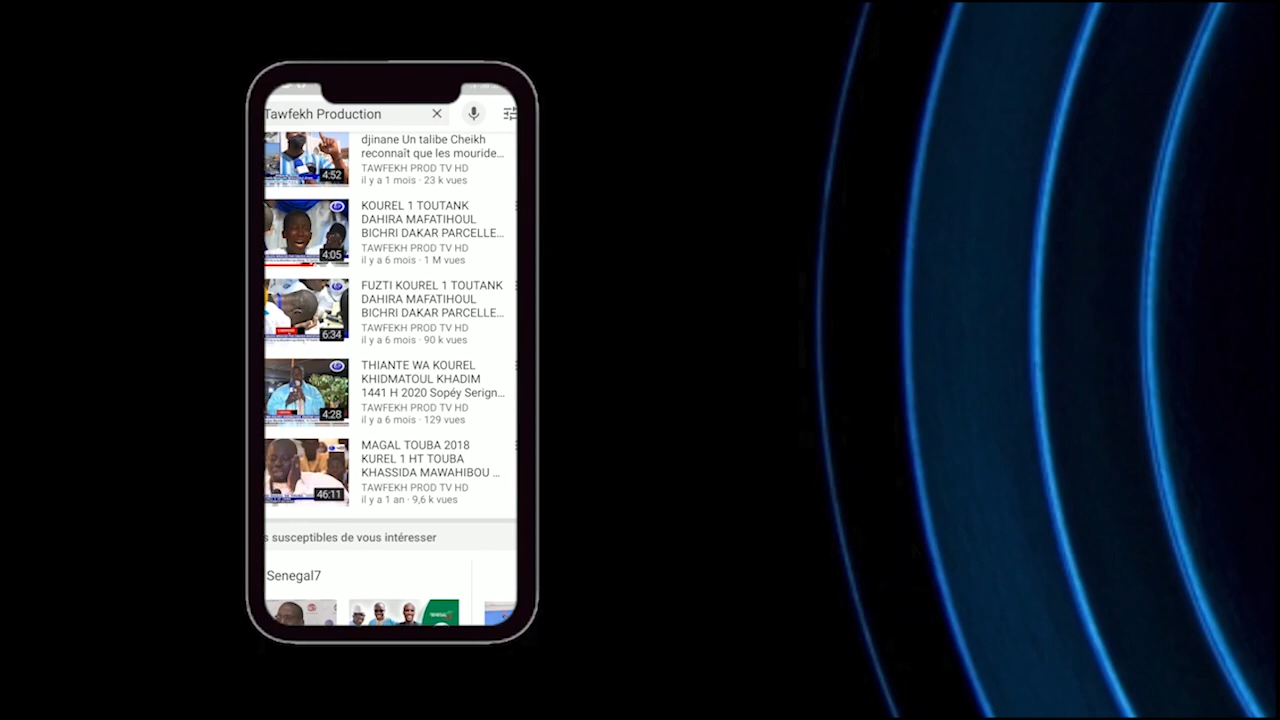 Tawfekh Production
djinane Un talibe Cheikh
reconnaît que les mouride...
TAWFEKH PROD TV HD
il y a 1 mois · 23 k vues
4:52
KOUREL 1 TOUTANK
DAHIRA MAFATIHOUL
BICHRI DAKAR PARCELLE...
TAWFEKH PROD TV HD
il y a 6 mois · 1 M vues
4:05
FUZTI KOUREL 1 TOUTANK
DAHIRA MAFATIHOUL
BICHRI DAKAR PARCELLE...
TAWFEKH PROD TV HD
il y a 6 mois · 90 k vues
6:34
THIANTE WA KOUREL
KHIDMATOUL KHADIM
1441 H 2020 Sopéy Serign...
TAWFEKH PROD TV HD
il y a 6 mois · 129 vues
4:28
MAGAL TOUBA 2018
KUREL 1 HT TOUBA
KHASSIDA MAWAHIBOU ...
TAWFEKH PROD TV HD
il y a 1 an · 9,6 k vues
46:11
s susceptibles de vous intéresser
Senegal7